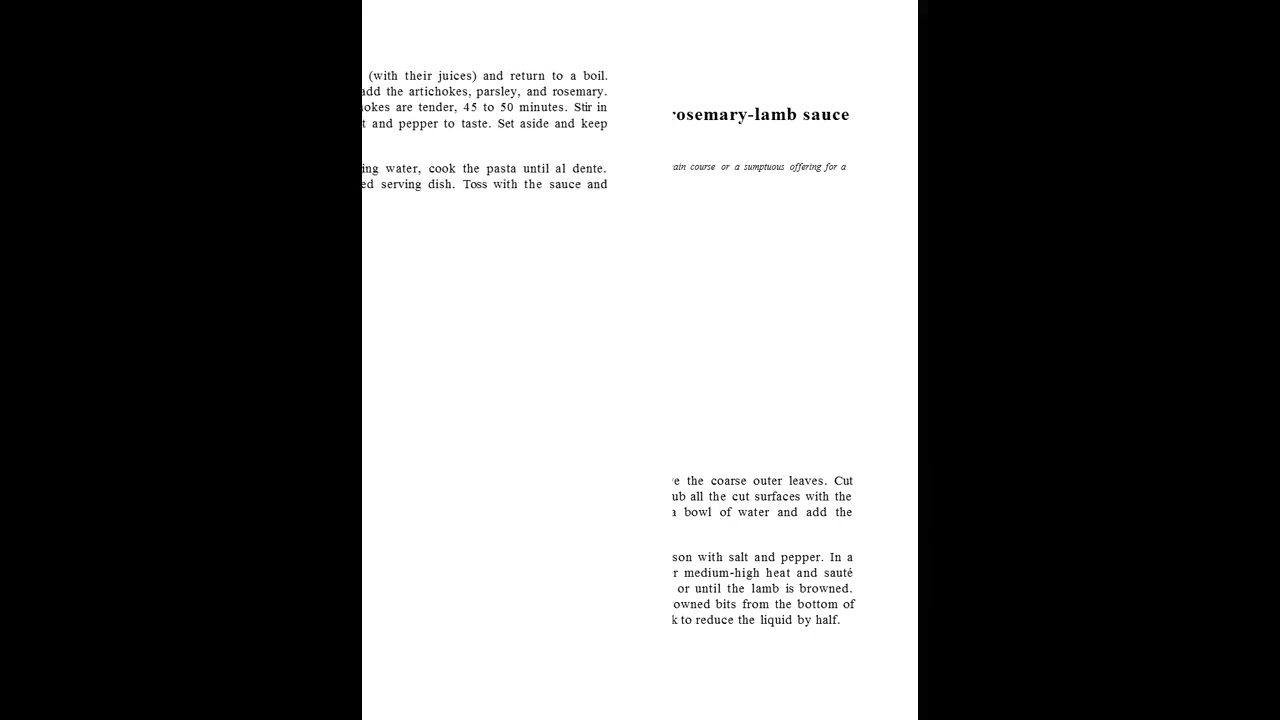 (with their juices) and return to a boil.
add the artichokes, parsley, and rosemary.
okes are tender, 45 to 50 minutes. Stir in
t and pepper to taste. Set aside and keep
ing water, cook the pasta until al dente.
ed serving dish. Toss with the sauce and
rosemary-lamb sauce
ain course or a sumptuous offering for a
e the coarse outer leaves. Cut
ub all the cut surfaces with the
a bowl of water and add the
son with salt and pepper. In a
r medium-high heat and sauté
or until the lamb is browned.
owned bits from the bottom of
k to reduce the liquid by half.